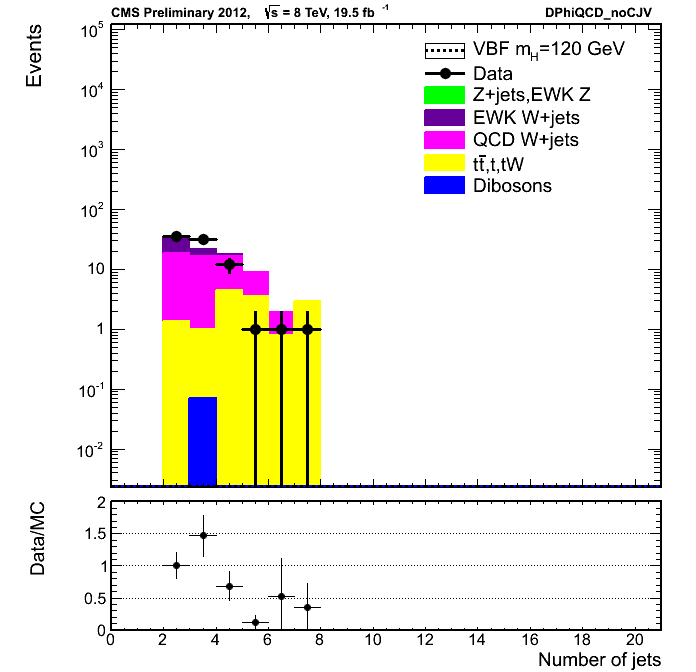 CMS Preliminary 2012, √s = 8 TeV, 19.5 fb⁻¹ DPhiQCD_noCJV
Events
10⁵
10⁴
10³
10²
10
1
10⁻¹
10⁻²
VBF m_H=120 GeV
Data
Z+jets,EWK Z
EWK W+jets
QCD W+jets
tt̄,t,tW
Dibosons
Data/MC
2
1.5
1
0.5
0
0 2 4 6 8 10 12 14 16 18 20
Number of jets